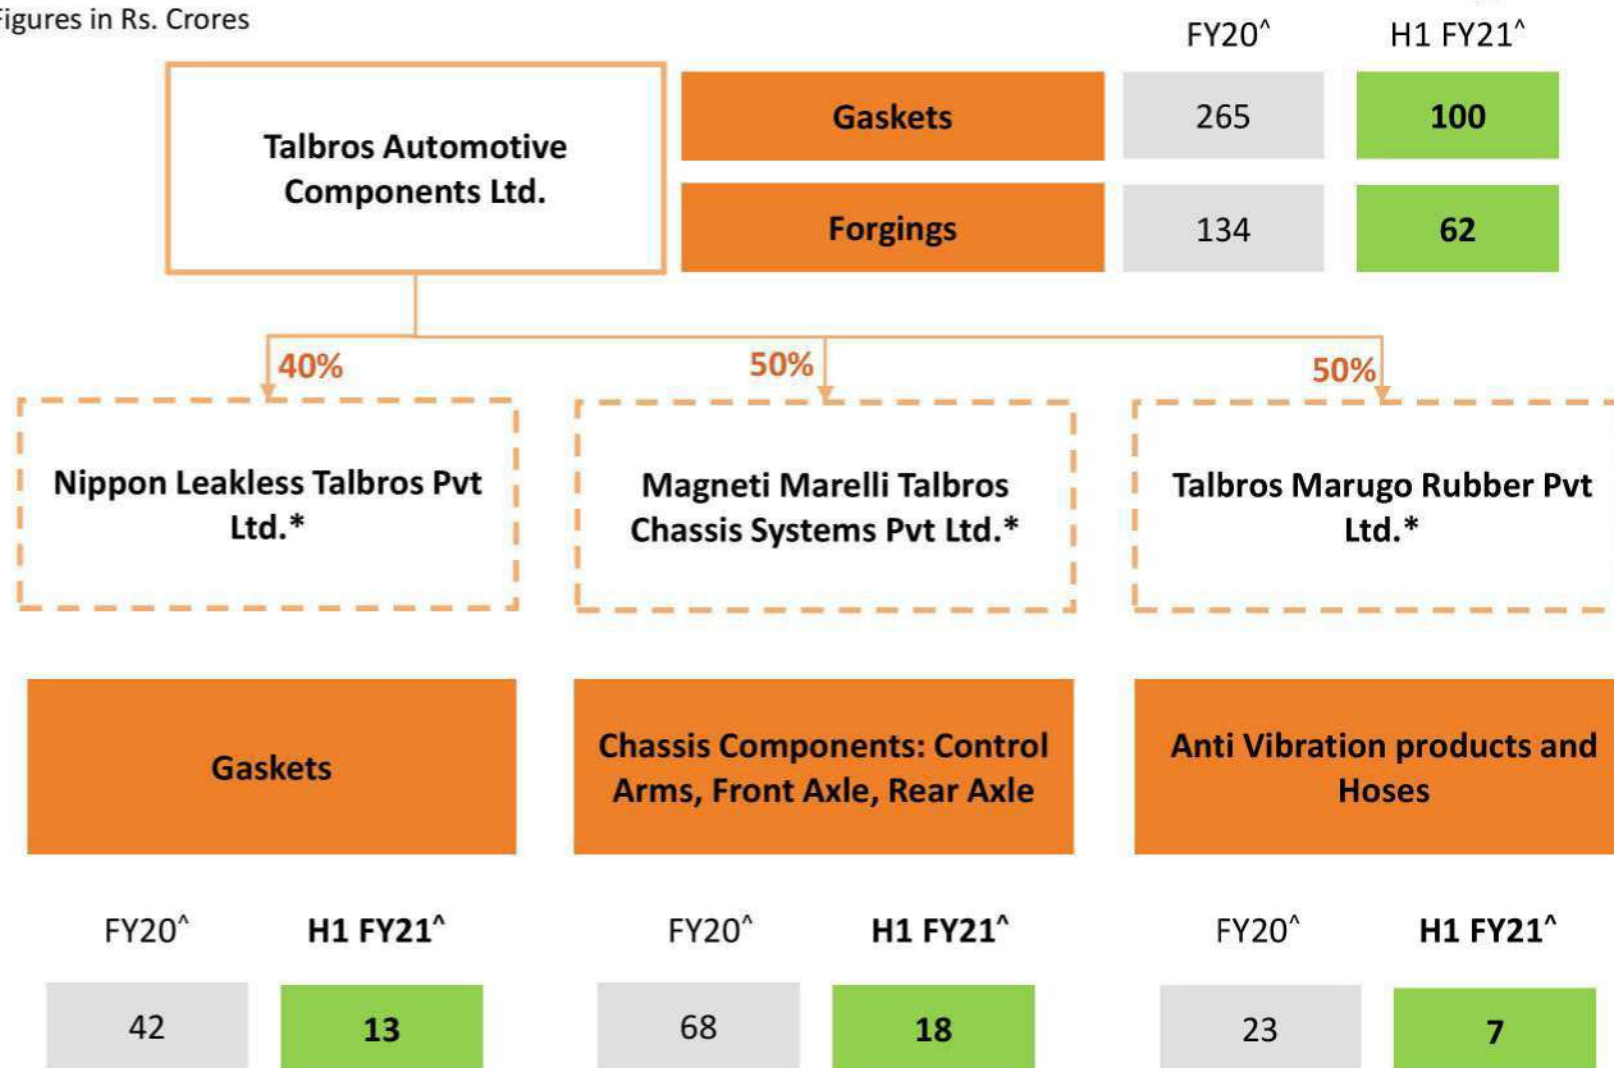 Figures in Rs. Crores
FY20^ H1 FY21^
Talbros Automotive
Components Ltd.
Gaskets 265 100
Forgings 134 62
40% 50% 50%
Nippon Leakless Talbros Pvt
Ltd.*
Magneti Marelli Talbros
Chassis Systems Pvt Ltd.*
Talbros Marugo Rubber Pvt
Ltd.*
Gaskets
Chassis Components: Control
Arms, Front Axle, Rear Axle
Anti Vibration products and
Hoses
FY20^ H1 FY21^ FY20^ H1 FY21^ FY20^ H1 FY21^
42 13 68 18 23 7